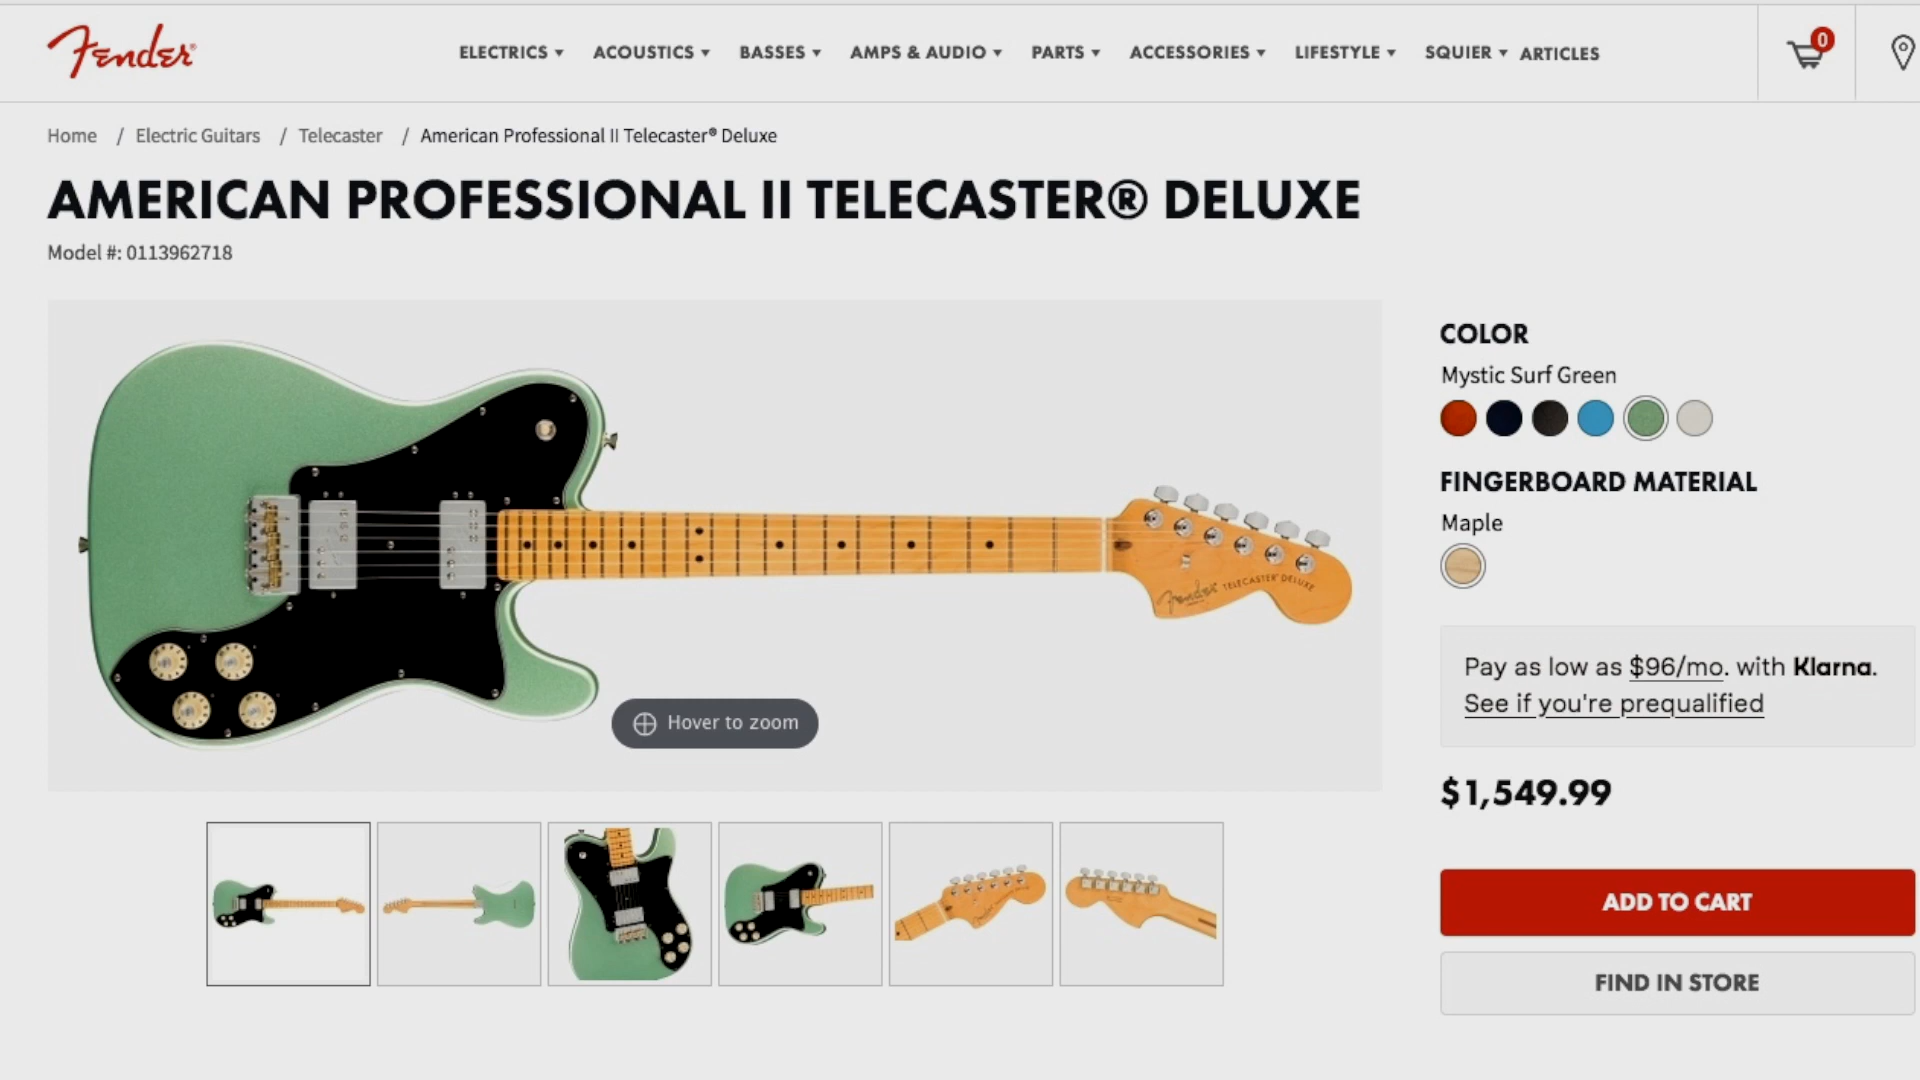 Fender
ELECTRICS ACOUSTICS BASSES AMPS & AUDIO PARTS ACCESSORIES LIFESTYLE SQUIER ARTICLES
0
Home / Electric Guitars / Telecaster / American Professional II Telecaster® Deluxe
AMERICAN PROFESSIONAL II TELECASTER® DELUXE
Model #: 0113962718
Fender TELECASTER DELUXE
Hover to zoom
COLOR
Mystic Surf Green
FINGERBOARD MATERIAL
Maple
Pay as low as $96/mo. with Klarna.
See if you're prequalified
$1,549.99
ADD TO CART
FIND IN STORE